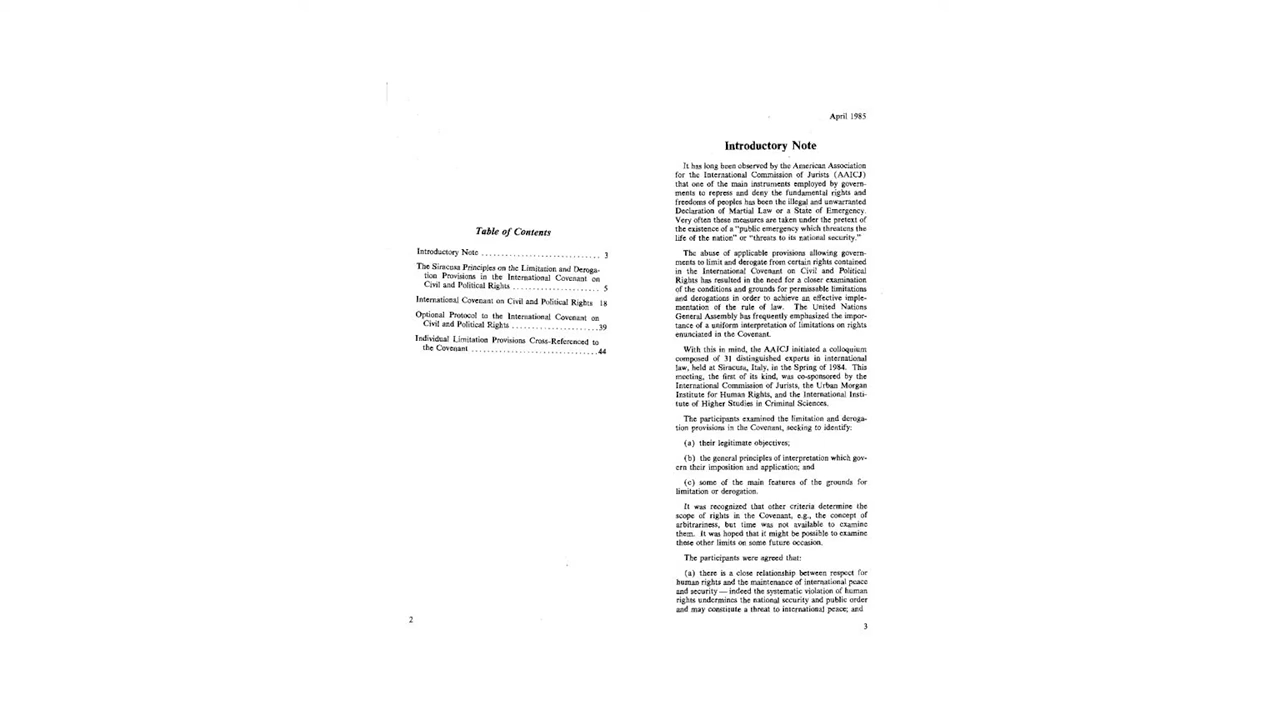 Table of Contents
Introductory Note ............................ 3
The Siracusa Principles on the Limitation and Deroga-
tion Provisions in the International Covenant on
Civil and Political Rights ..................... 5
International Covenant on Civil and Political Rights 18
Optional Protocol to the International Covenant on
Civil and Political Rights .....................39
Individual Limitation Provisions Cross-Referenced to
the Covenant ..............................44
2
April 1985
Introductory Note
It has long been observed by the American Association
for the International Commission of Jurists (AAICJ)
that one of the main instruments employed by govern-
ments to repress and deny the fundamental rights and
freedoms of peoples has been the illegal and unwarranted
Declaration of Martial Law or a State of Emergency.
Very often these measures are taken under the pretext of
the existence of a "public emergency which threatens the
life of the nation" or "threats to its national security."
The abuse of applicable provisions allowing govern-
ments to limit and derogate from certain rights contained
in the International Covenant on Civil and Political
Rights has resulted in the need for a closer examination
of the conditions and grounds for permissable limitations
and derogations in order to achieve an effective imple-
mentation of the rule of law. The United Nations
General Assembly has frequently emphasized the impor-
tance of a uniform interpretation of limitations on rights
enunciated in the Covenant.
With this in mind, the AAICJ initiated a colloquium
composed of 31 distinguished experts in international
law, held at Siracusa, Italy, in the Spring of 1984. This
meeting, the first of its kind, was co-sponsored by the
International Commission of Jurists, the Urban Morgan
Institute for Human Rights, and the International Insti-
tute of Higher Studies in Criminal Sciences.
The participants examined the limitation and deroga-
tion provisions in the Covenant, seeking to identify:
(a) their legitimate objectives;
(b) the general principles of interpretation which gov-
ern their imposition and application; and
(c) some of the main features of the grounds for
limitation or derogation.
It was recognized that other criteria determine the
scope of rights in the Covenant, e.g., the concept of
arbitrariness, but time was not available to examine
them. It was hoped that it might be possible to examine
these other limits on some future occasion.
The participants were agreed that:
(a) there is a close relationship between respect for
human rights and the maintenance of international peace
and security — indeed the systematic violation of human
rights undermines the national security and public order
and may constitute a threat to international peace; and
3